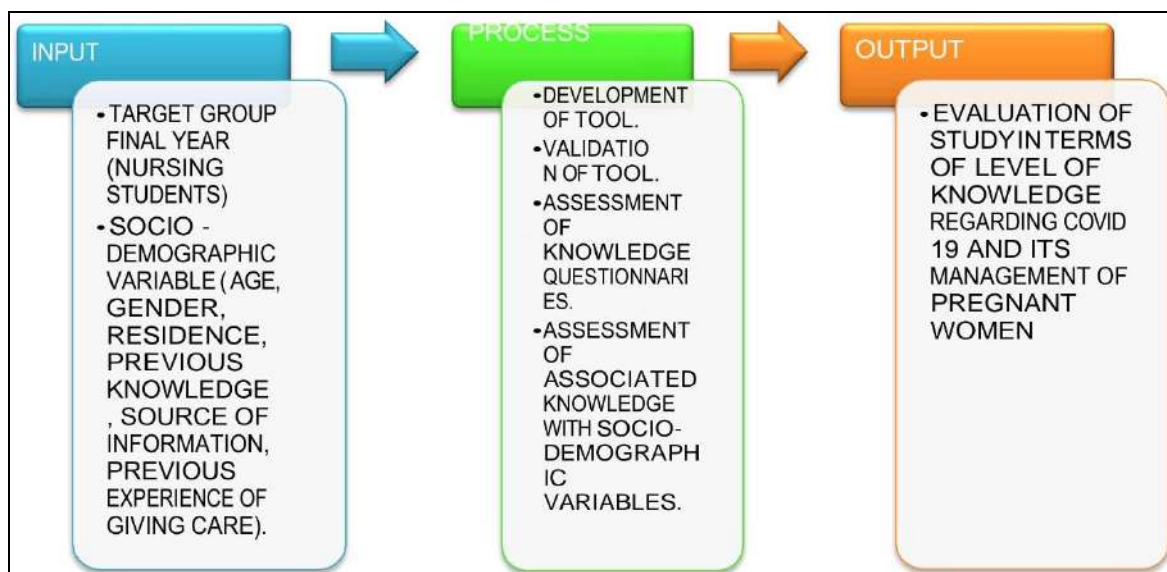 INPUT
•TARGET GROUP
FINAL YEAR
(NURSING
STUDENTS)
•SOCIO -
DEMOGRAPHIC
VARIABLE ( AGE,
GENDER,
RESIDENCE,
PREVIOUS
KNOWLEDGE
, SOURCE OF
INFORMATION,
PREVIOUS
EXPERIENCE OF
GIVING CARE).
PROCESS
•DEVELOPMENT
OF TOOL.
•VALIDATIO
N OF TOOL.
•ASSESSMENT
OF
KNOWLEDGE
QUESTIONNARI
ES.
•ASSESSMENT
OF
ASSOCIATED
KNOWLEDGE
WITH SOCIO-
DEMOGRAPH
IC
VARIABLES.
OUTPUT
•EVALUATION OF
STUDY IN TERMS
OF LEVEL OF
KNOWLEDGE
REGARDING COVID
19 AND ITS
MANAGEMENT OF
PREGNANT
WOMEN